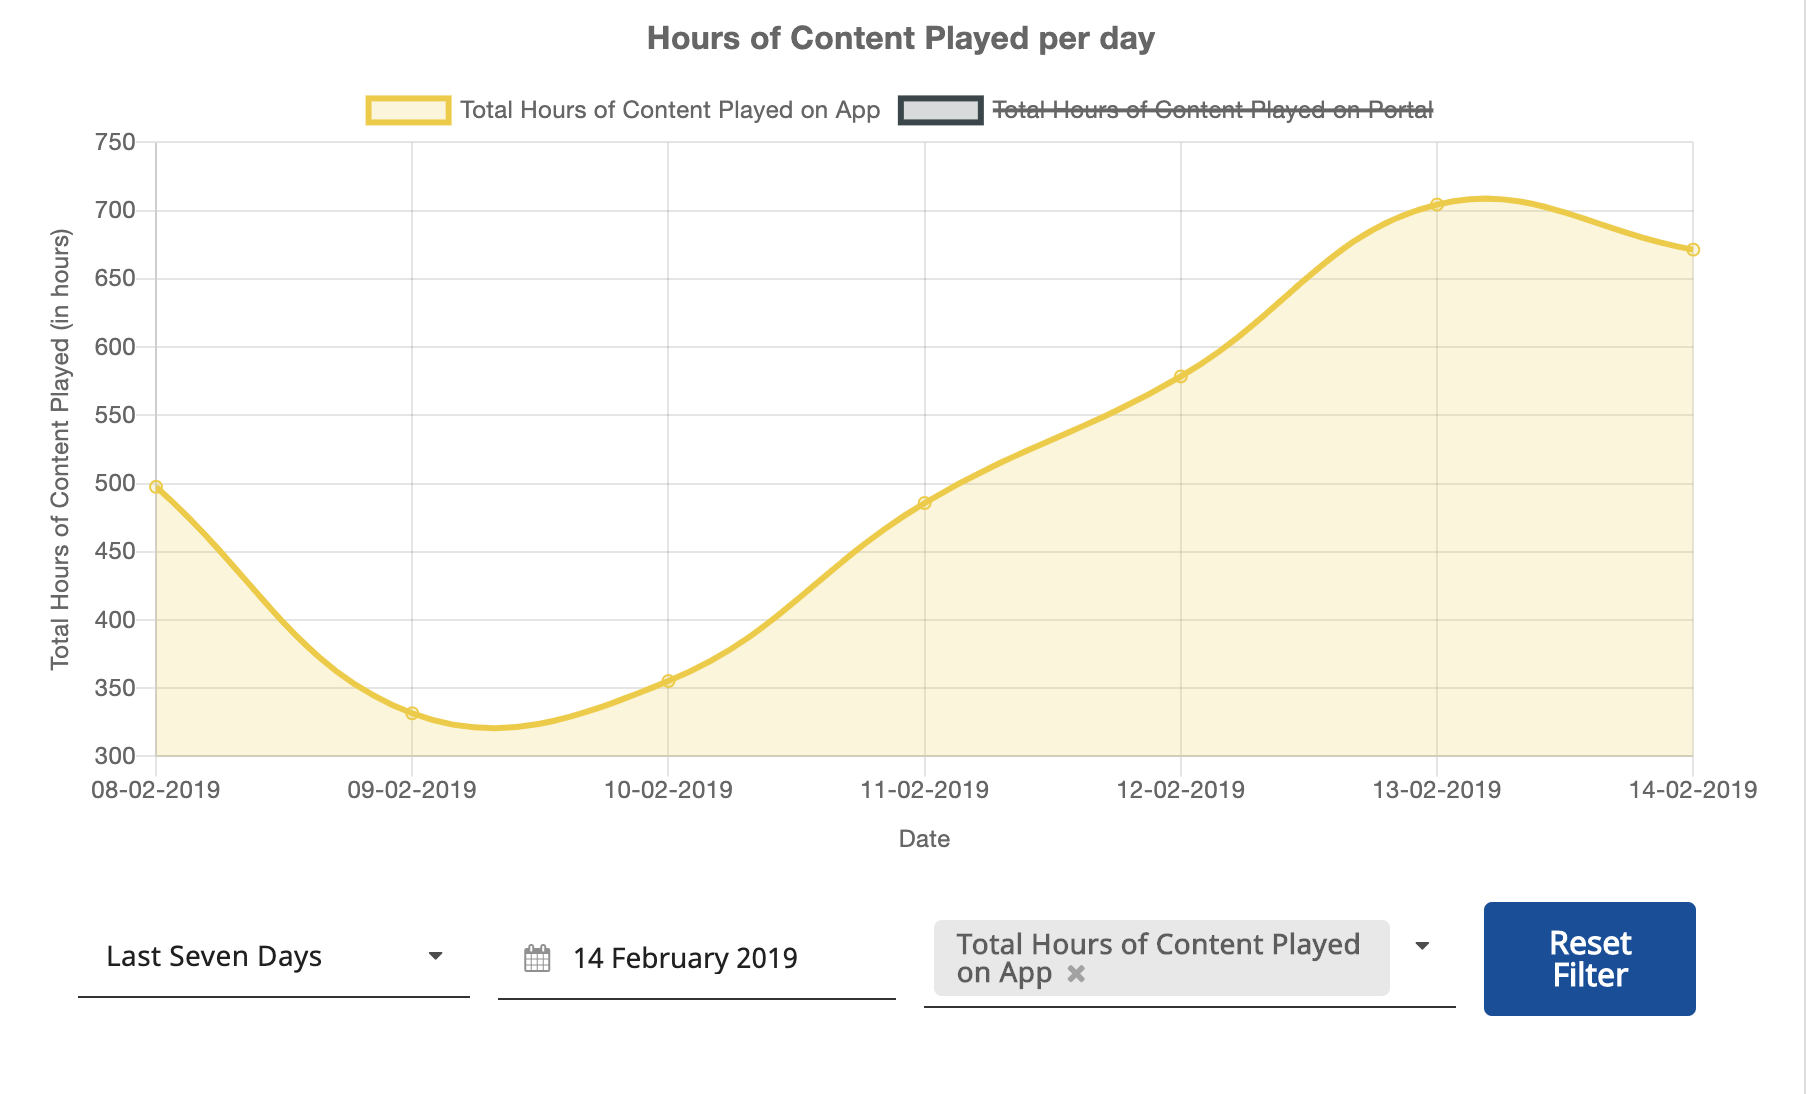 Hours of Content Played per day
Total Hours of Content Played on App
Total Hours of Content Played on Portal
Total Hours of Content Played (in hours)
750
700
650
600
550
500
450
400
350
300
08-02-2019
09-02-2019
10-02-2019
11-02-2019
12-02-2019
13-02-2019
14-02-2019
Date
Last Seven Days
14 February 2019
Total Hours of Content Played
on App
Reset
Filter